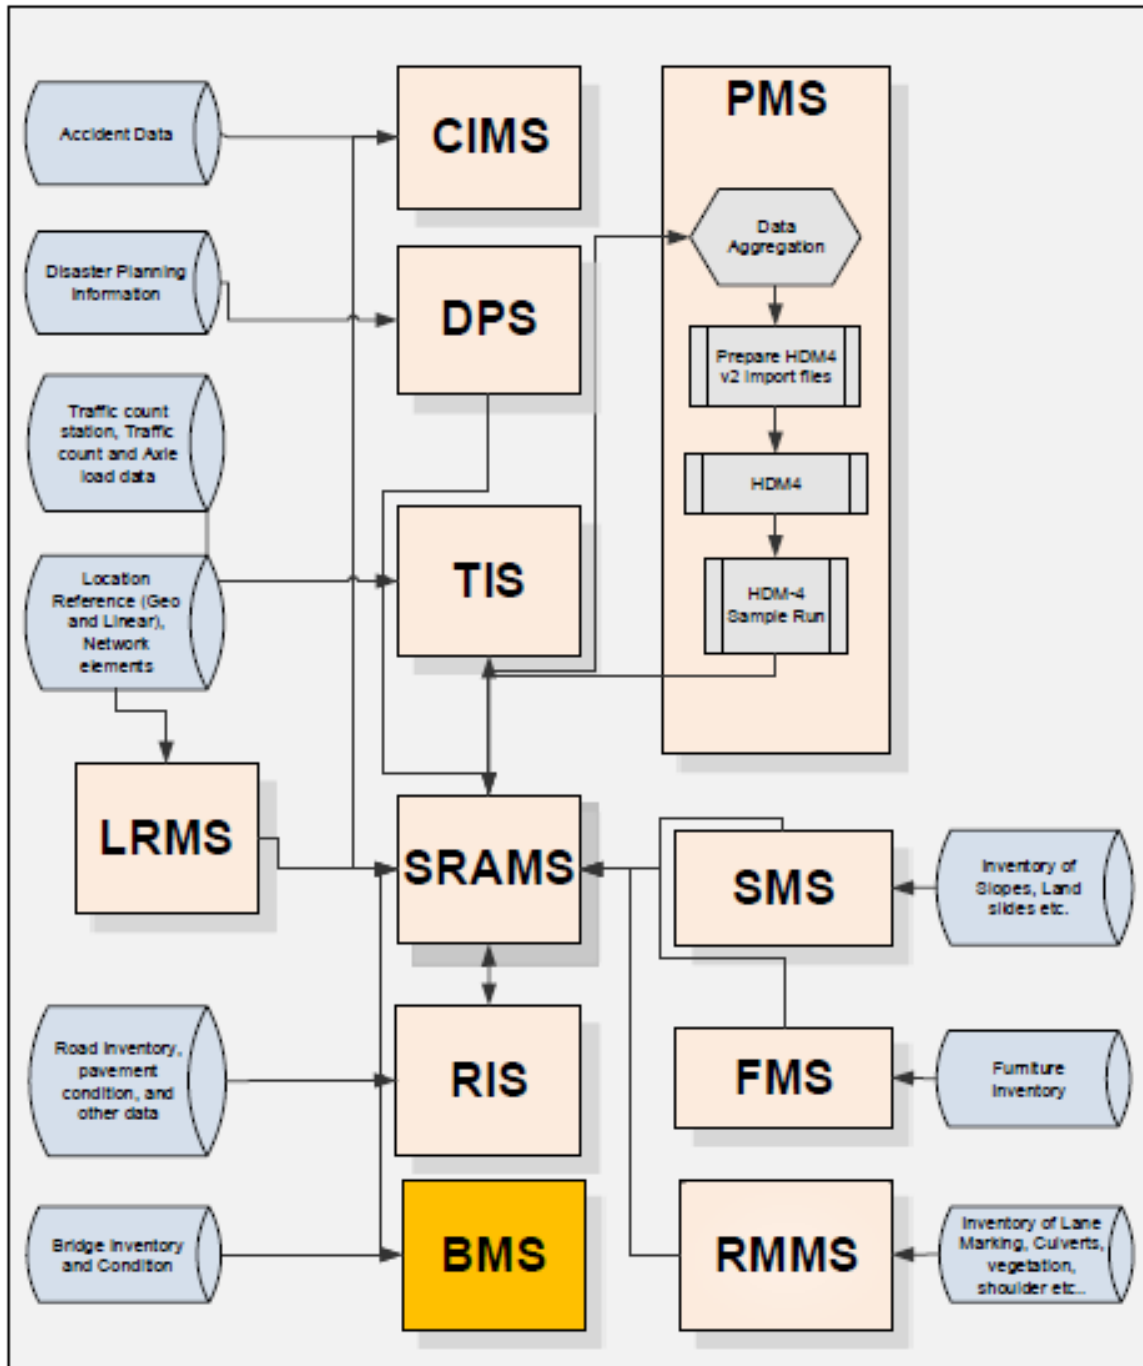 Accident Data
CIMS
PMS
Data
Aggregation
Disaster Planning
Information
DPS
Prepare HDM4
v2 Import files
Traffic count
station, Traffic
count and Axle
load data
HDM4
TIS
HDM-4
Sample Run
Location
Reference (Geo
and Linear),
Network
elements
LRMS
SRAMS
SMS
Inventory of
Slopes, Land
slides etc.
Road Inventory,
pavement
condition, and
other data
RIS
FMS
Furniture
Inventory
Bridge Inventory
and Condition
BMS
RMMS
Inventory of Lane
Marking, Culverts,
vegetation,
shoulder etc..